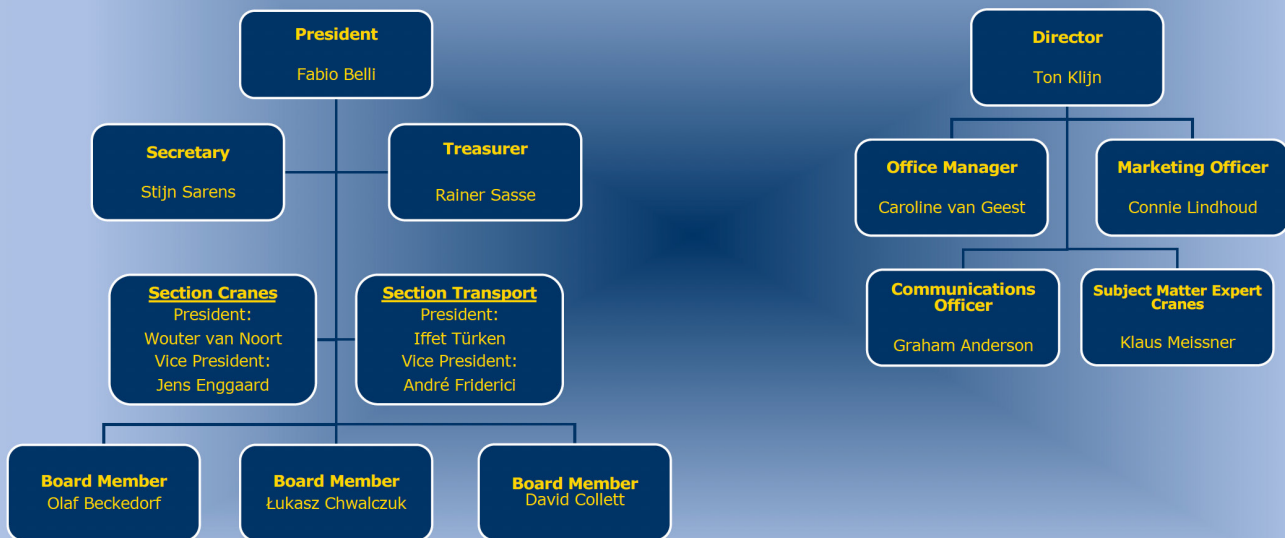 President
Fabio Belli
Secretary
Stijn Sarens
Treasurer
Rainer Sasse
Section Cranes
President:
Wouter van Noort
Vice President:
Jens Enggaard
Section Transport
President:
Iffet Türken
Vice President:
André Friderici
Board Member
Olaf Beckedorf
Board Member
Łukasz Chwalczuk
Board Member
David Collett
Director
Ton Klijn
Office Manager
Caroline van Geest
Marketing Officer
Connie Lindhoud
Communications
Officer
Graham Anderson
Subject Matter Expert
Cranes
Klaus Meissner